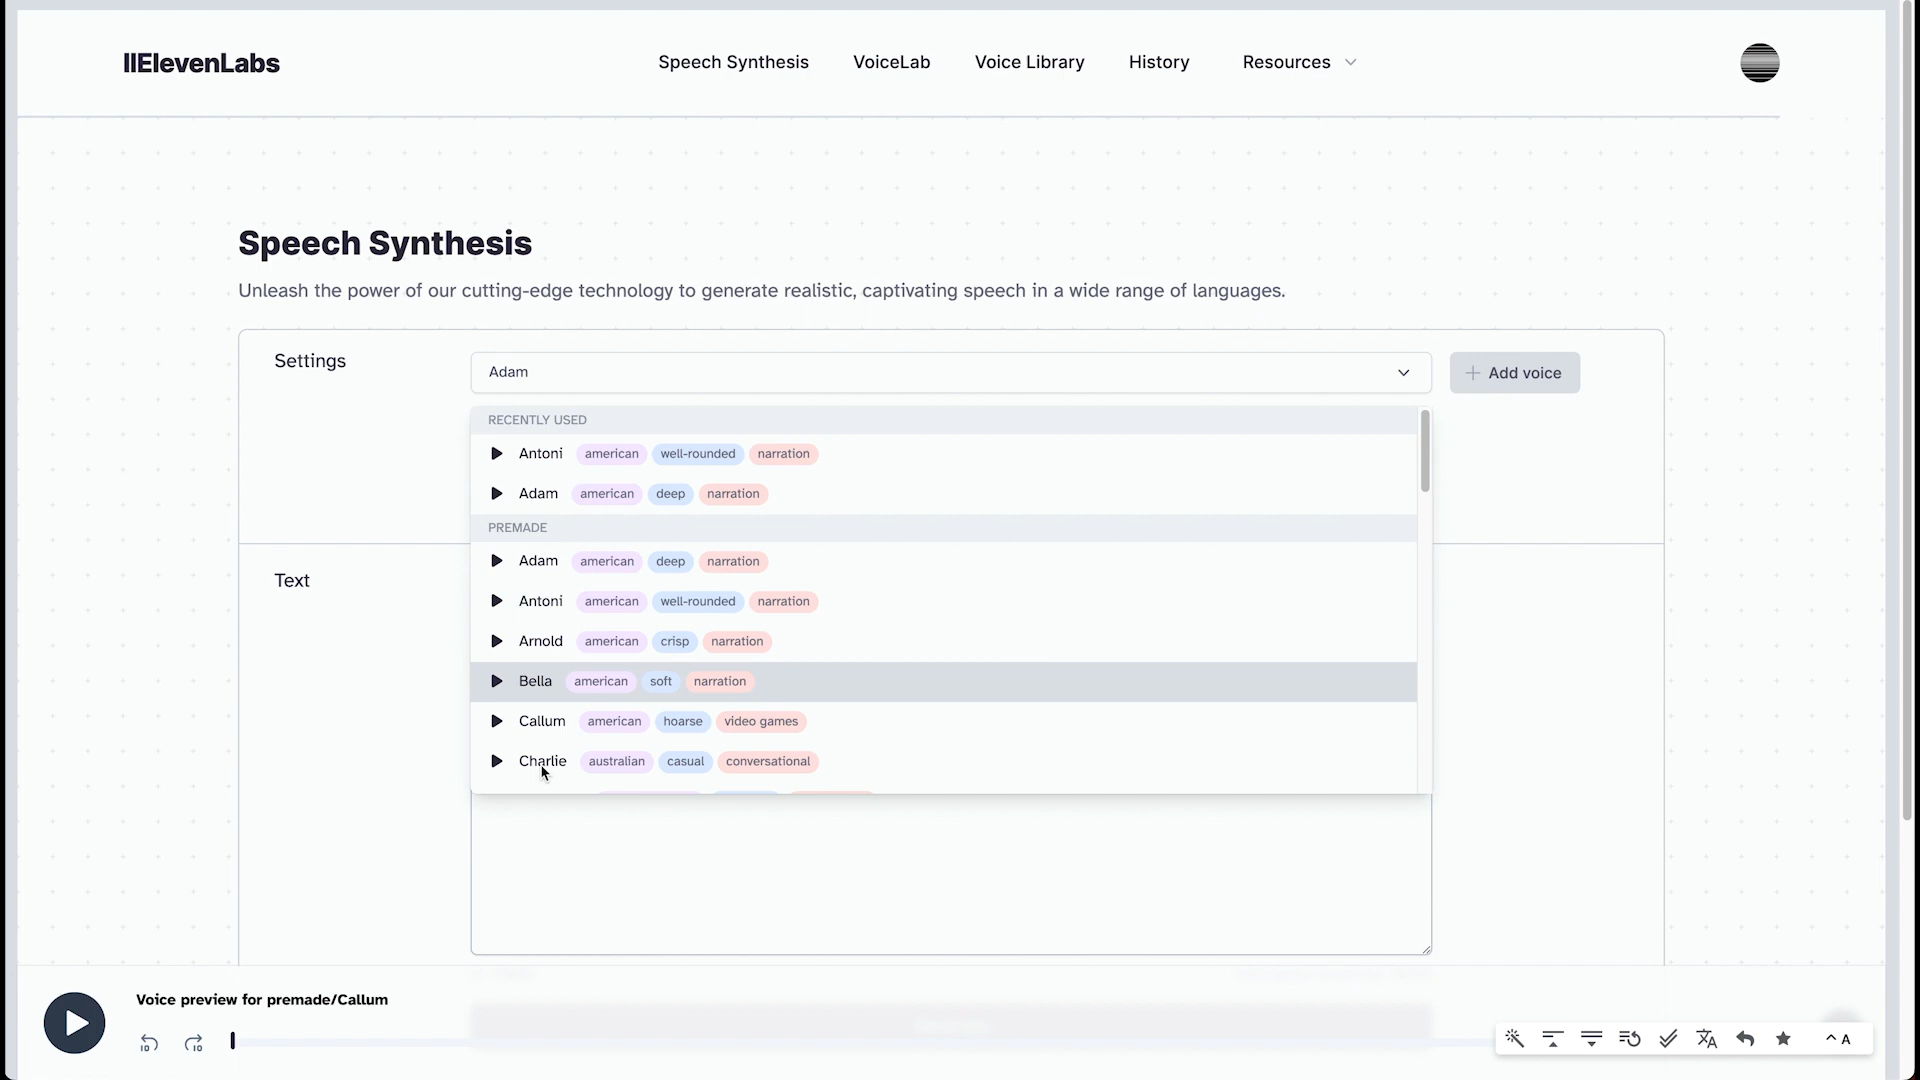 IIElevenLabs
Speech Synthesis VoiceLab Voice Library History Resources
Speech Synthesis
Unleash the power of our cutting-edge technology to generate realistic, captivating speech in a wide range of languages.
Settings
Adam
Add voice
RECENTLY USED
Antoni american well-rounded narration
Adam american deep narration
PREMADE
Adam american deep narration
Text
Antoni american well-rounded narration
Arnold american crisp narration
Bella american soft narration
Callum american hoarse video games
Charlie australian casual conversational
Voice preview for premade/Callum
10 10
A